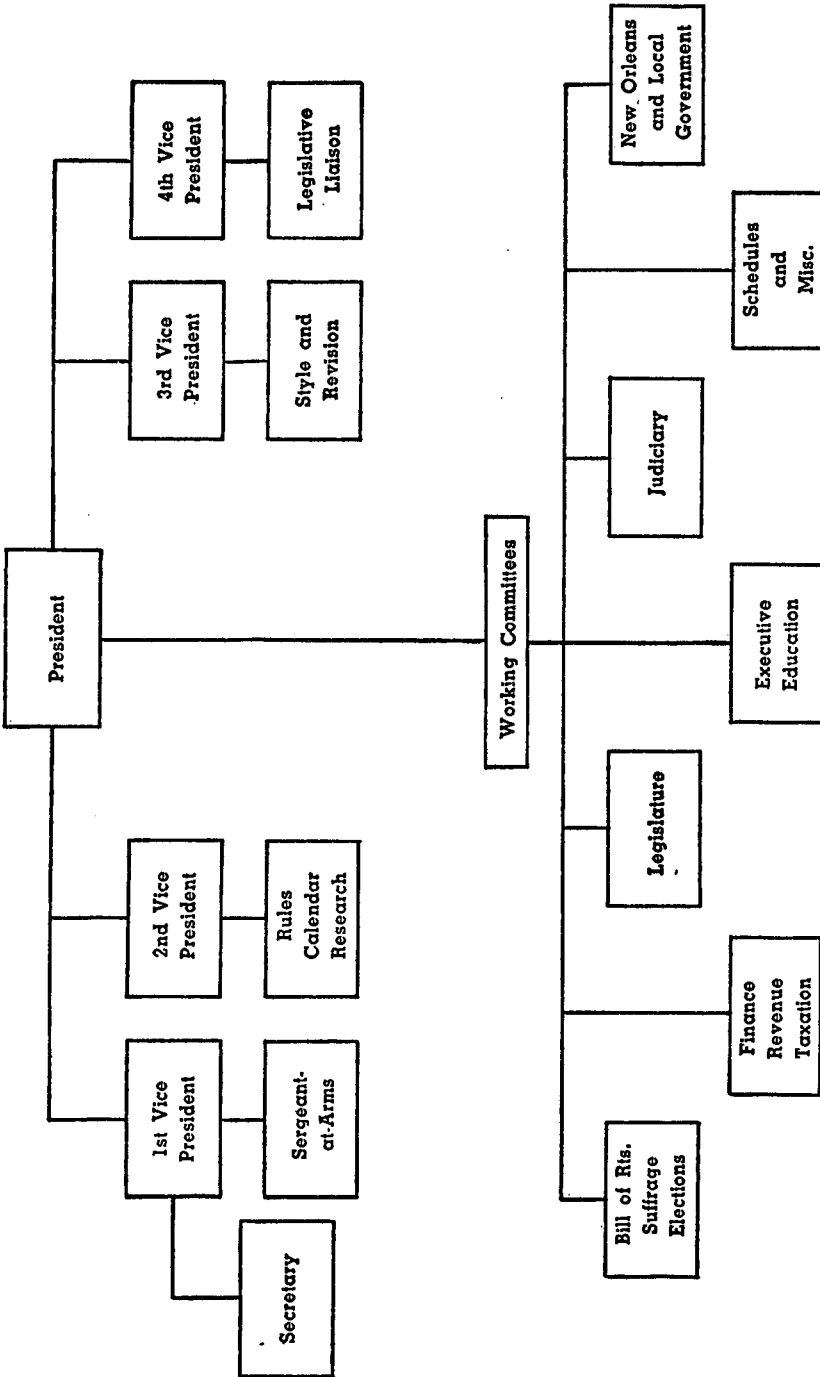 President
1st Vice
President
2nd Vice
President
3rd Vice
President
4th Vice
President
Secretary
Sergeant-
at-Arms
Rules
Calendar
Research
Style and
Revision
Legislative
Liaison
Working Committees
Bill of Rts.
Suffrage
Elections
Finance
Revenue
Taxation
Legislature
Executive
Education
Judiciary
Schedules
and
Misc.
New Orleans
and Local
Government